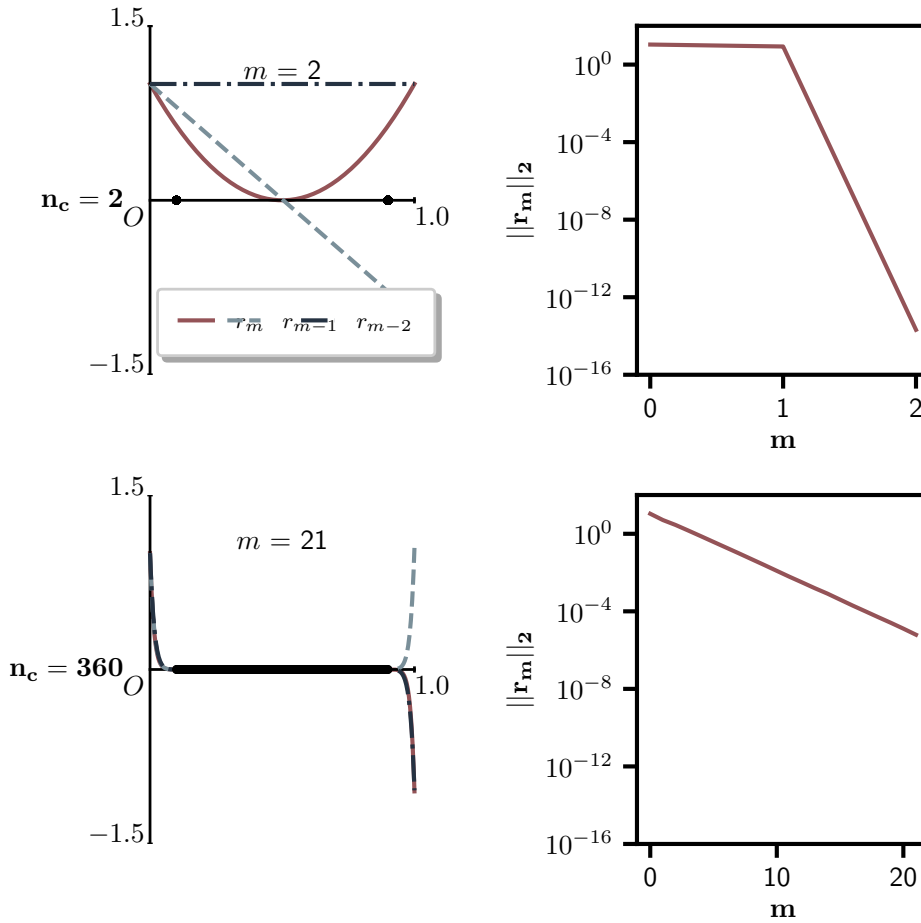 1.5
m = 2
n_c = 2
O
1.0
r_m r_{m−1} r_{m−2}
−1.5
10^0
10^{−4}
10^{−8}
10^{−12}
10^{−16}
||r_m||_2
0 1 2
m
1.5
m = 21
n_c = 360
O
1.0
−1.5
10^0
10^{−4}
10^{−8}
10^{−12}
10^{−16}
||r_m||_2
0 10 20
m